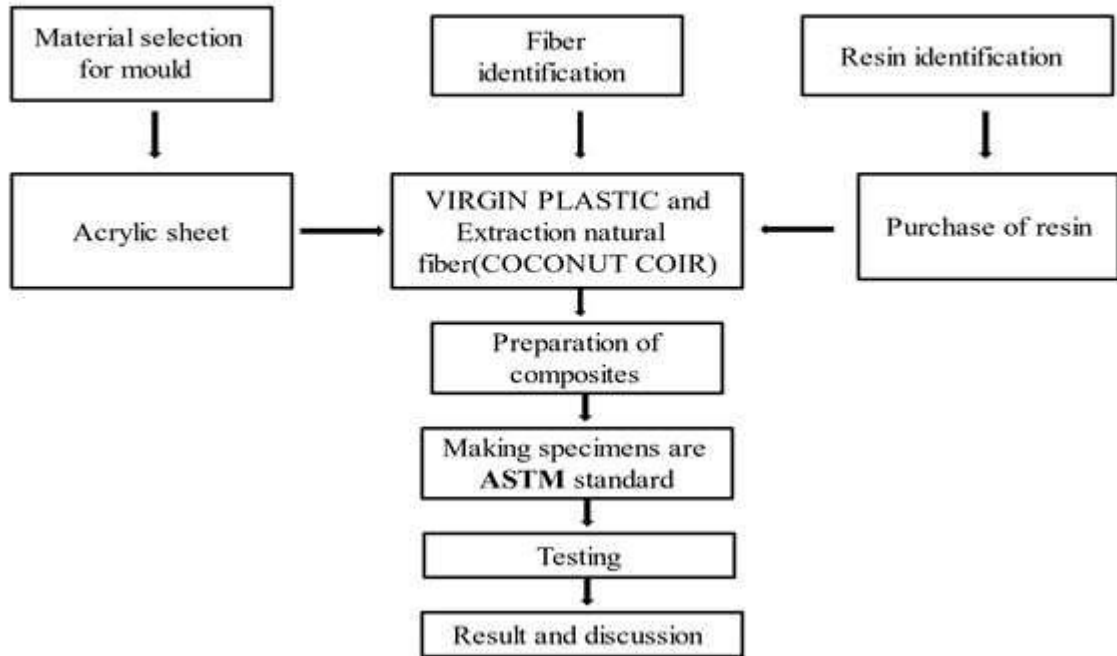 Material selection
for mould
Fiber
identification
Resin identification
Acrylic sheet
VIRGIN PLASTIC and
Extraction natural
fiber(COCONUT COIR)
Purchase of resin
Preparation of
composites
Making specimens are
ASTM standard
Testing
Result and discussion